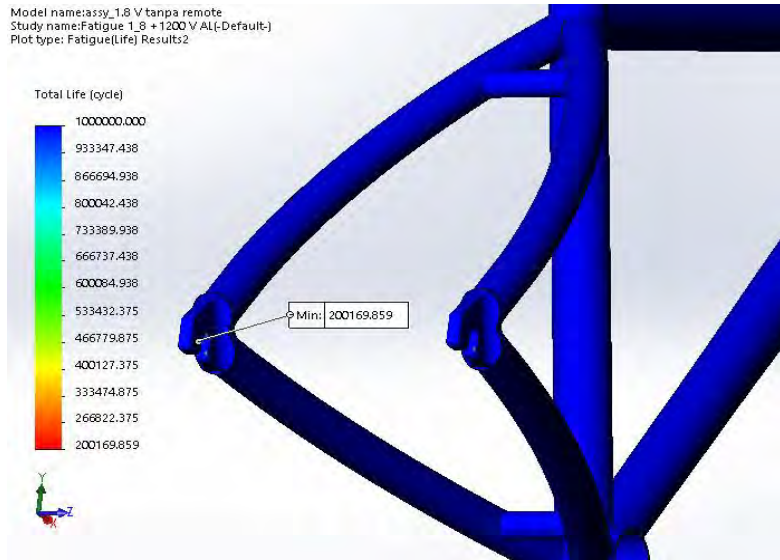 Model name:assy_1.8 V tanpa remote
Study name:Fatigue 1_8 +1200 V AL(-Default-)
Plot type: Fatigue(Life) Results2
Total Life (cycle)
1000000.000
933347.438
866694.938
800042.438
733389.938
666737.438
600084.938
533432.375
466779.875
400127.375
333474.875
266822.375
200169.859
Min: 200169.859
Y
Z
X